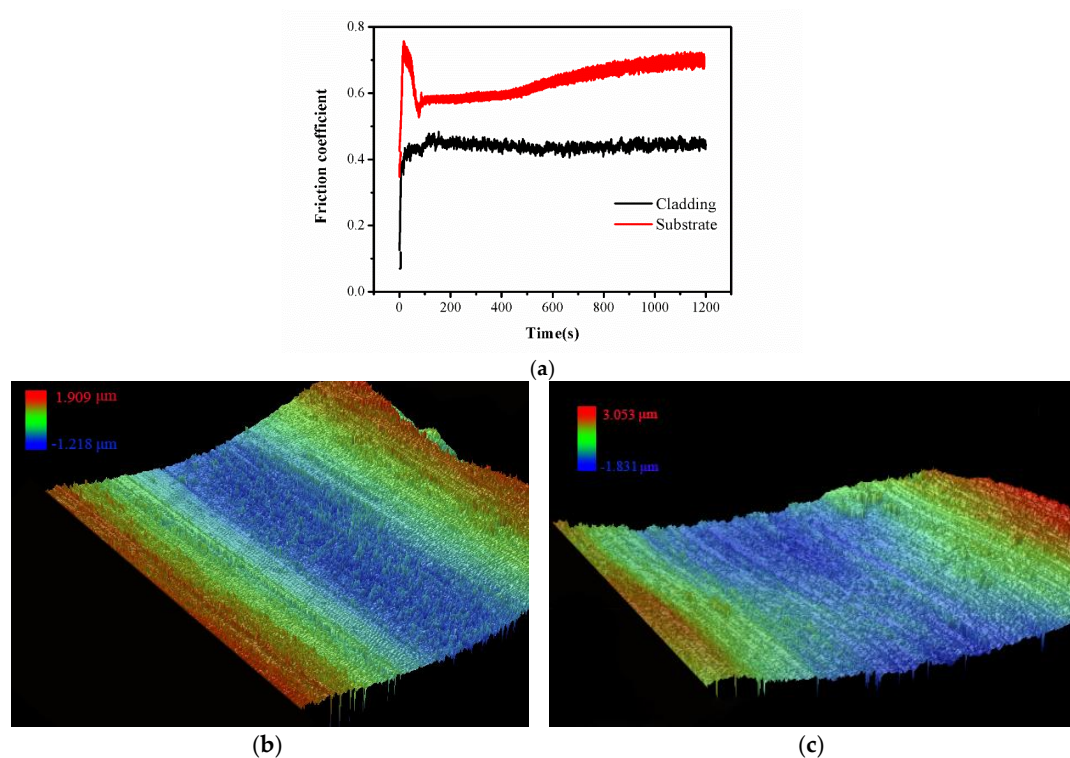 0.8
0.6
0.4
0.2
0.0
Friction coefficient
Cladding
Substrate
0 200 400 600 800 1000 1200
Time(s)
(a)
1.909 μm
-1.218 μm
3.053 μm
-1.831 μm
(b) (c)